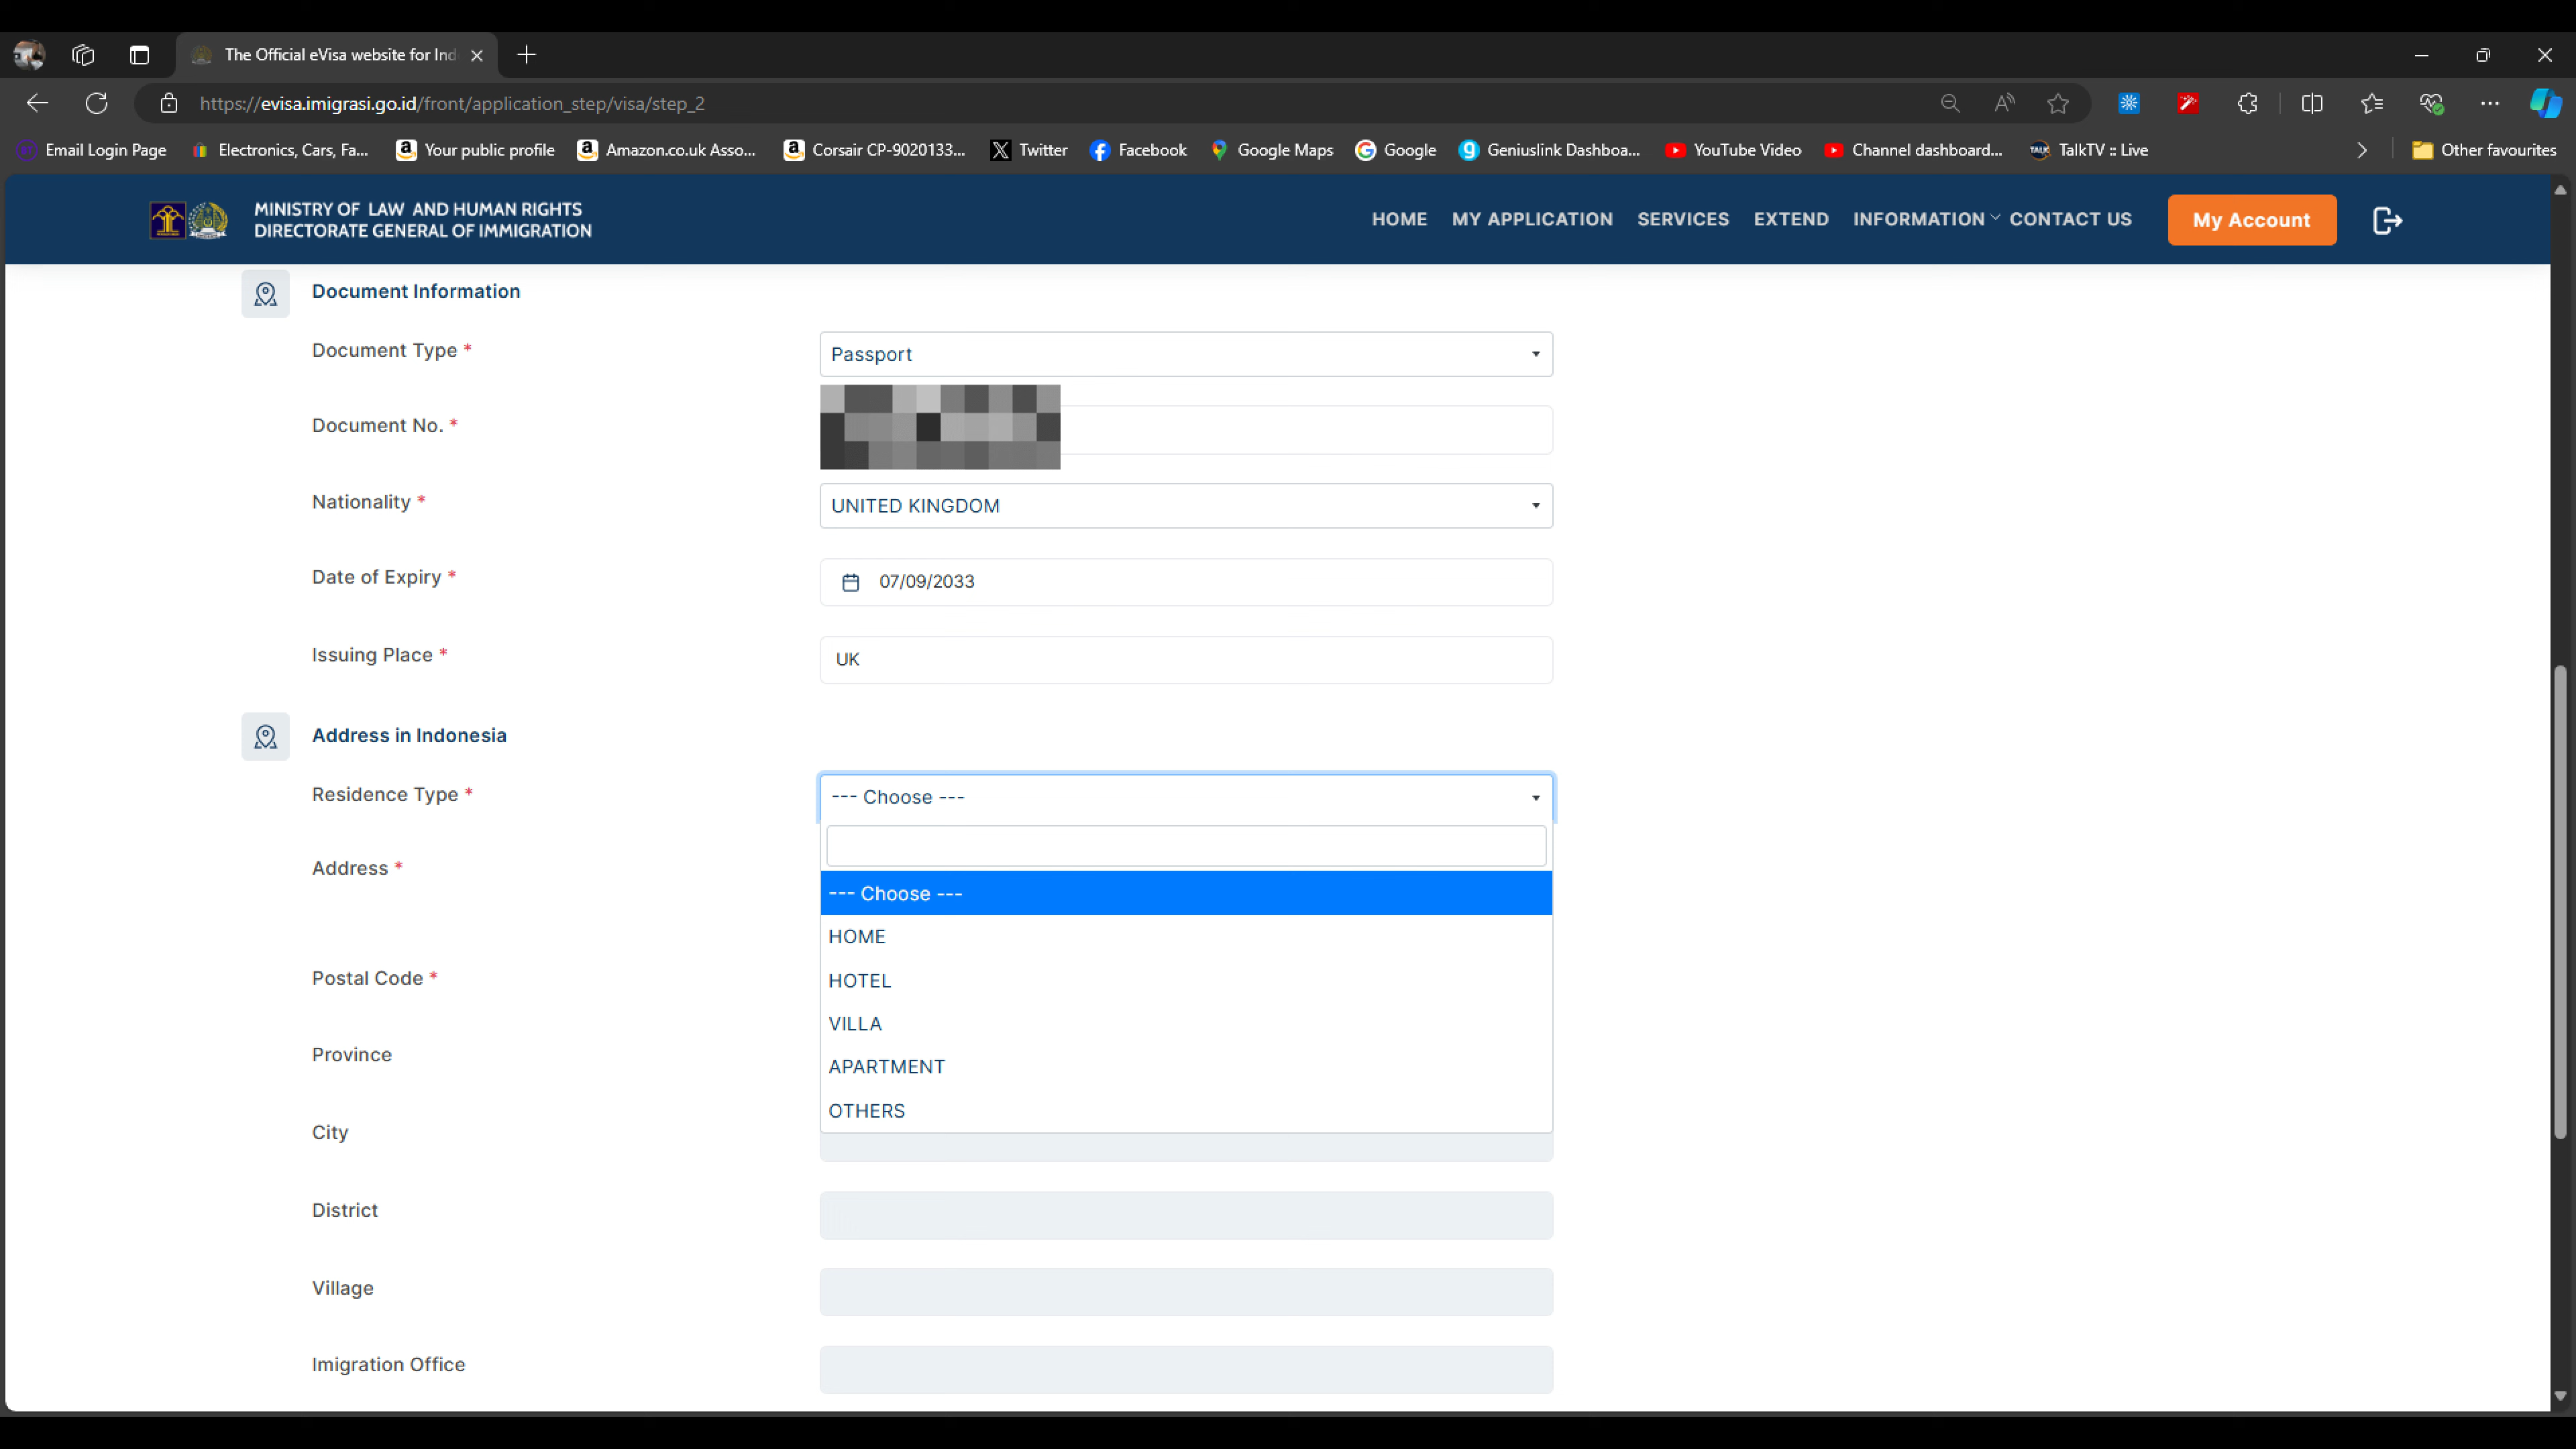 The Official eVisa website for Ind
https://evisa.imigrasi.go.id/front/application_step/visa/step_2
Email Login Page
Electronics, Cars, Fa...
Your public profile
Amazon.co.uk Asso...
Corsair CP-9020133...
Twitter
Facebook
Google Maps
Google
Geniuslink Dashboa...
YouTube Video
Channel dashboard...
TalkTV :: Live
Other favourites
MINISTRY OF LAW AND HUMAN RIGHTS
DIRECTORATE GENERAL OF IMMIGRATION
HOME
MY APPLICATION
SERVICES
EXTEND
INFORMATION
CONTACT US
My Account
Document Information
Document Type *
Passport
Document No. *
Nationality *
UNITED KINGDOM
Date of Expiry *
07/09/2033
Issuing Place *
UK
Address in Indonesia
Residence Type *
--- Choose ---
Address *
--- Choose ---
HOME
HOTEL
Postal Code *
VILLA
Province
APARTMENT
OTHERS
City
District
Village
Imigration Office